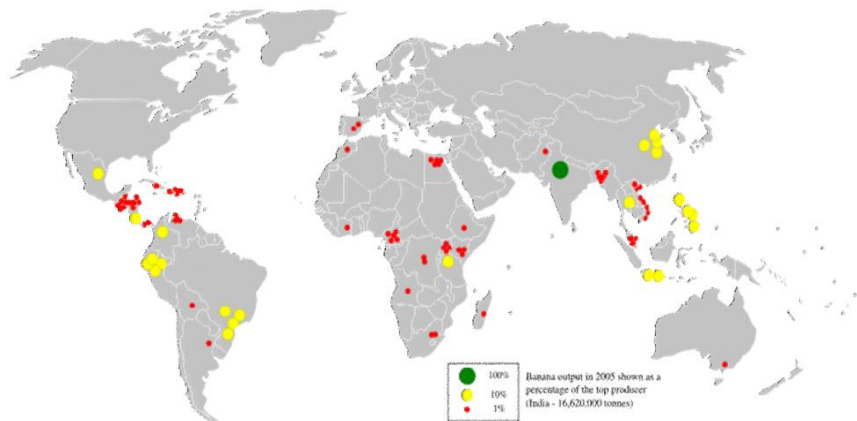 100%
10%
1%
Banana output in 2005 shown as a
percentage of the top producer
(India - 16,620,000 tonnes)